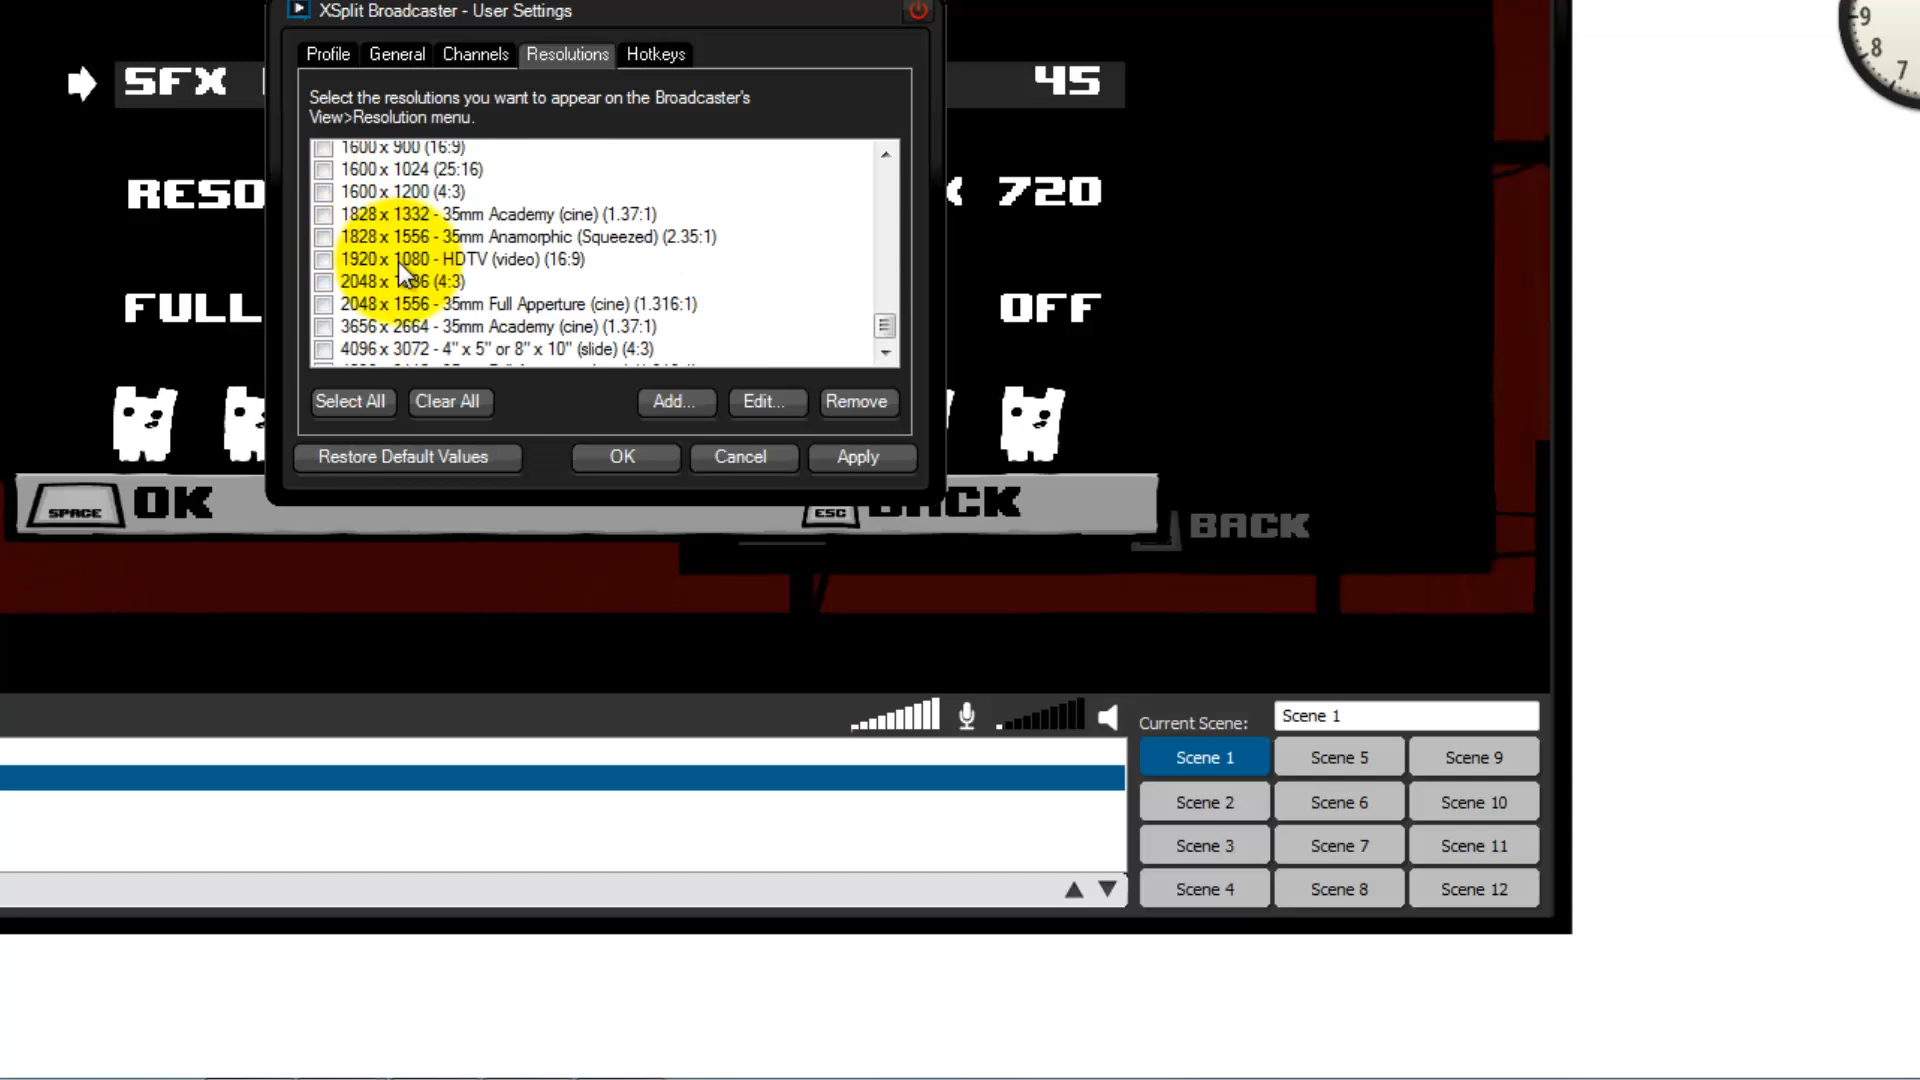 XSplit Broadcaster - User Settings
Profile General Channels Resolutions Hotkeys
Select the resolutions you want to appear on the Broadcaster's
View>Resolution menu.
1600 x 900 (16:9)
1600 x 1024 (25:16)
1600 x 1200 (4:3)
1828 x 1332 - 35mm Academy (cine) (1.37:1)
1828 x 1556 - 35mm Anamorphic (Squeezed) (2.35:1)
1920 x 1080 - HDTV (video) (16:9)
2048 x (4:3)
2048 x 1556 - 35mm Full Apperture (cine) (1.316:1)
3656 x 2664 - 35mm Academy (cine) (1.37:1)
4096 x 3072 - 4" x 5" or 8" x 10" (slide) (4:3)
Select All Clear All Add... Edit... Remove
Restore Default Values OK Cancel Apply
SFX 45
RESO X 720
FULL OFF
SPACE OK ESC BACK
BACK
Current Scene: Scene 1
Scene 1 Scene 5 Scene 9
Scene 2 Scene 6 Scene 10
Scene 3 Scene 7 Scene 11
Scene 4 Scene 8 Scene 12
9
8
7